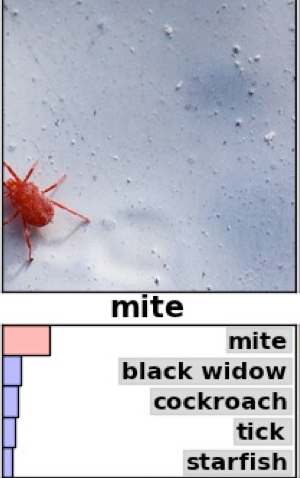 mite
mite
black widow
cockroach
tick
starfish